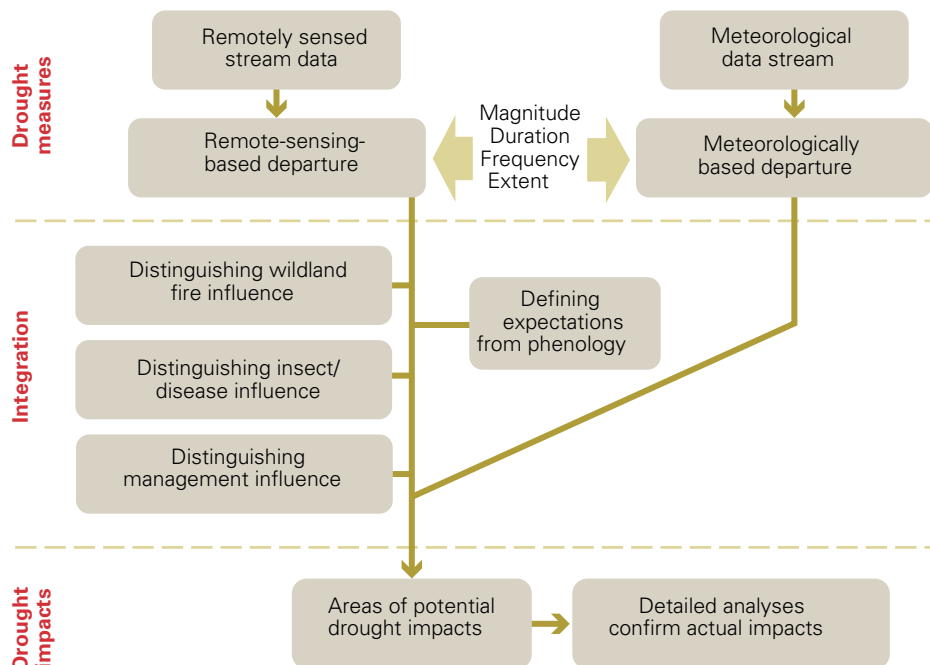 Drought
measures
Remotely sensed
stream data
Meteorological
data stream
Remote-sensing-
based departure
Magnitude
Duration
Frequency
Extent
Meteorologically
based departure
Integration
Distinguishing wildland
fire influence
Defining
expectations
from phenology
Distinguishing insect/
disease influence
Distinguishing
management influence
Drought
impacts
Areas of potential
drought impacts
Detailed analyses
confirm actual impacts